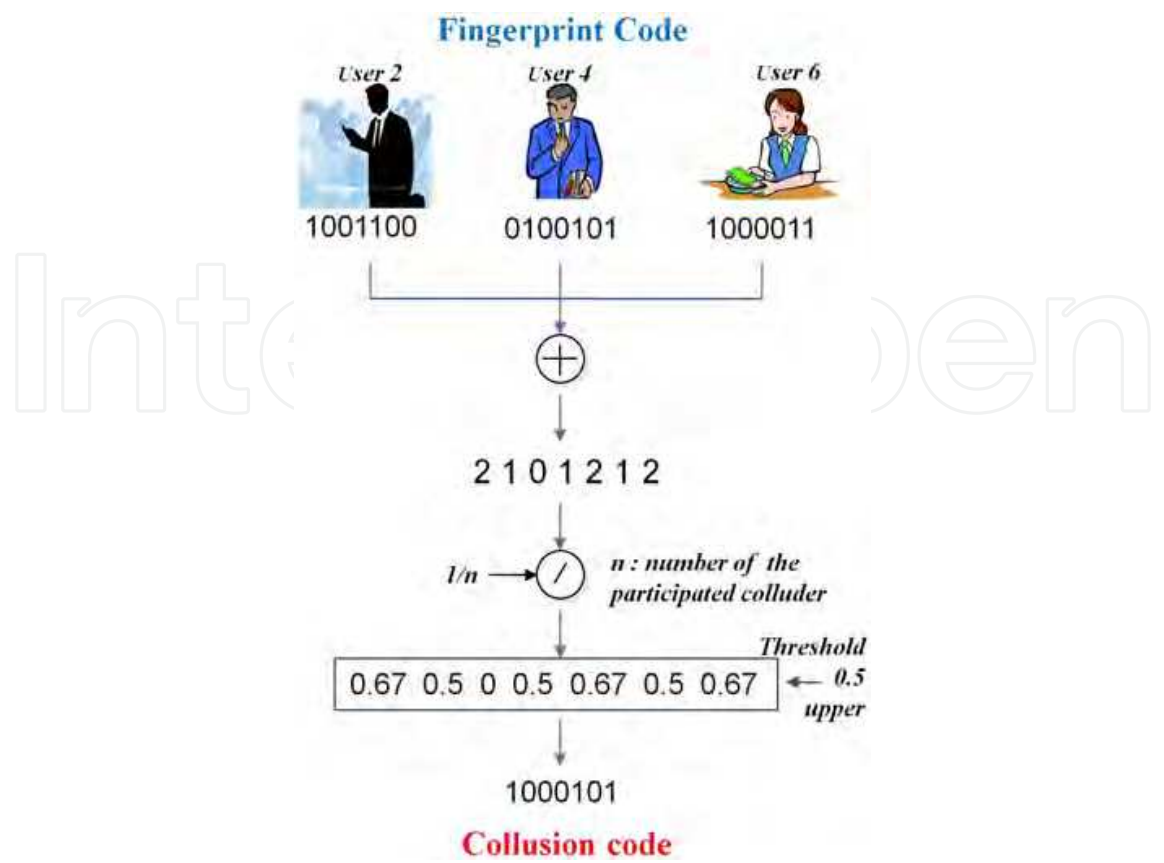 Fingerprint Code
User 2 User 4 User 6
1001100 0100101 1000011
2 1 0 1 2 1 2
1/n
n : number of the
participated colluder
Threshold
0.67 0.5 0 0.5 0.67 0.5 0.67
0.5
upper
1000101
Collusion code